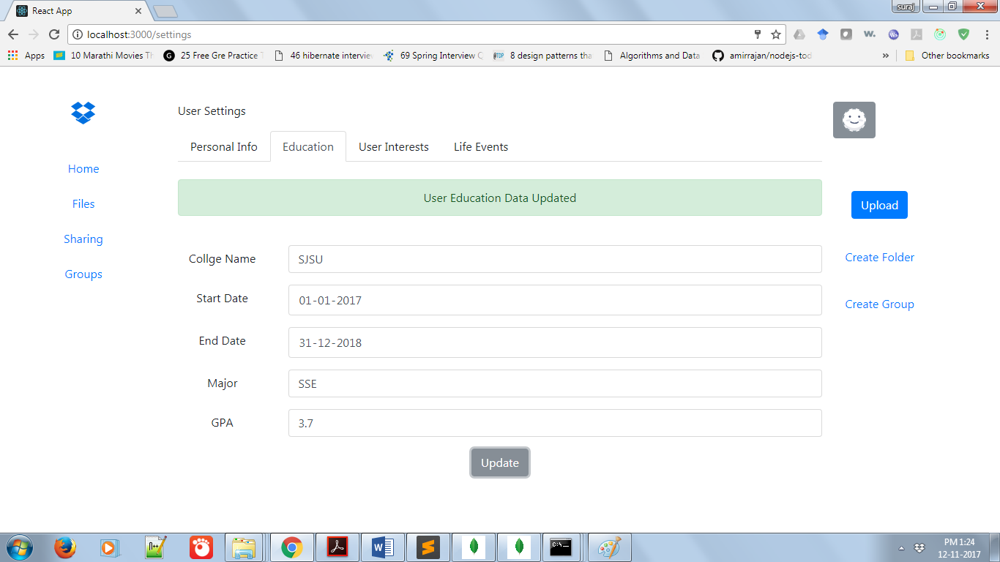 React App
suraj
localhost:3000/settings
Apps 10 Marathi Movies Th 25 Free Gre Practice T 46 hibernate interview 69 Spring Interview Q 8 design patterns tha Algorithms and Data amirrajan/nodejs-tod » Other bookmarks
User Settings
Personal Info Education User Interests Life Events
Home
User Education Data Updated
Files
Upload
Sharing
Collge Name SJSU
Create Folder
Groups
Start Date 01-01-2017
Create Group
End Date 31-12-2018
Major SSE
GPA 3.7
Update
PM 1:24
12-11-2017